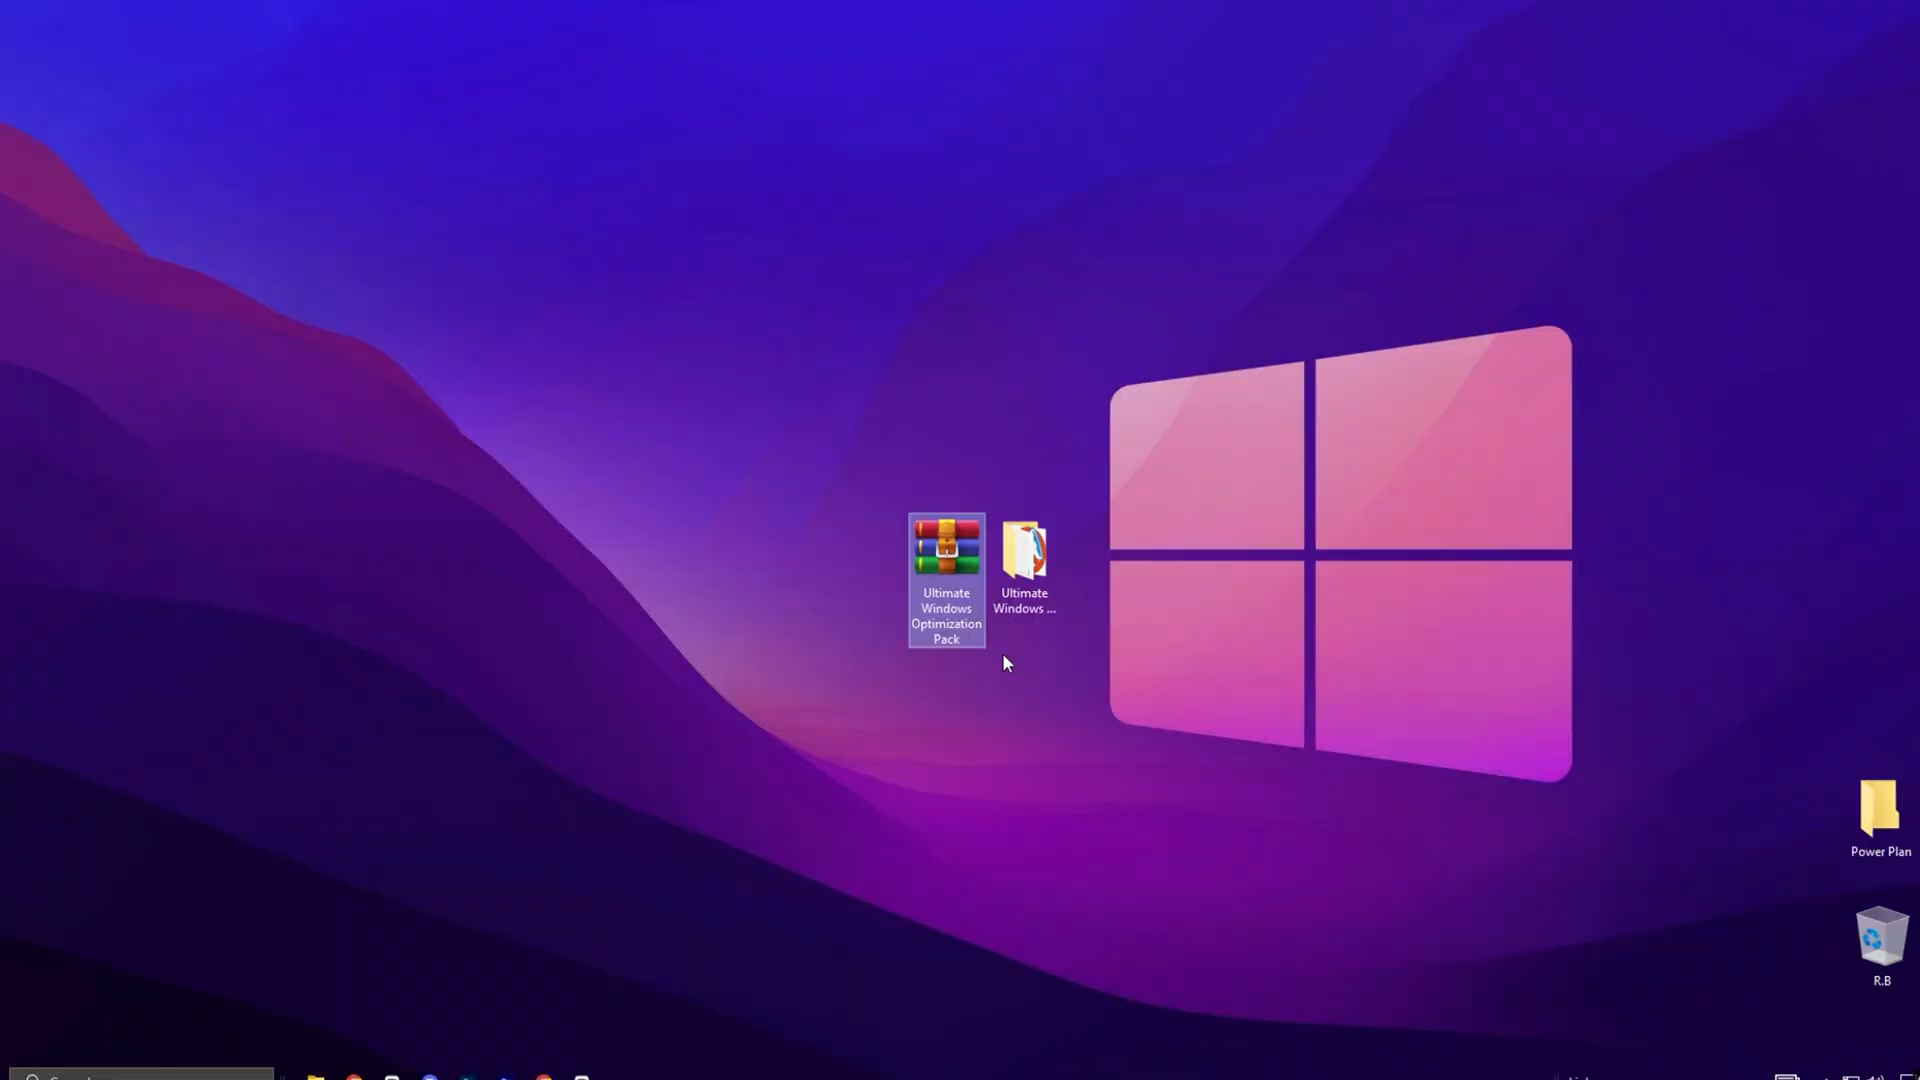 Ultimate
Windows
Optimization
Pack
Ultimate
Windows ...
Power Plan
R.B